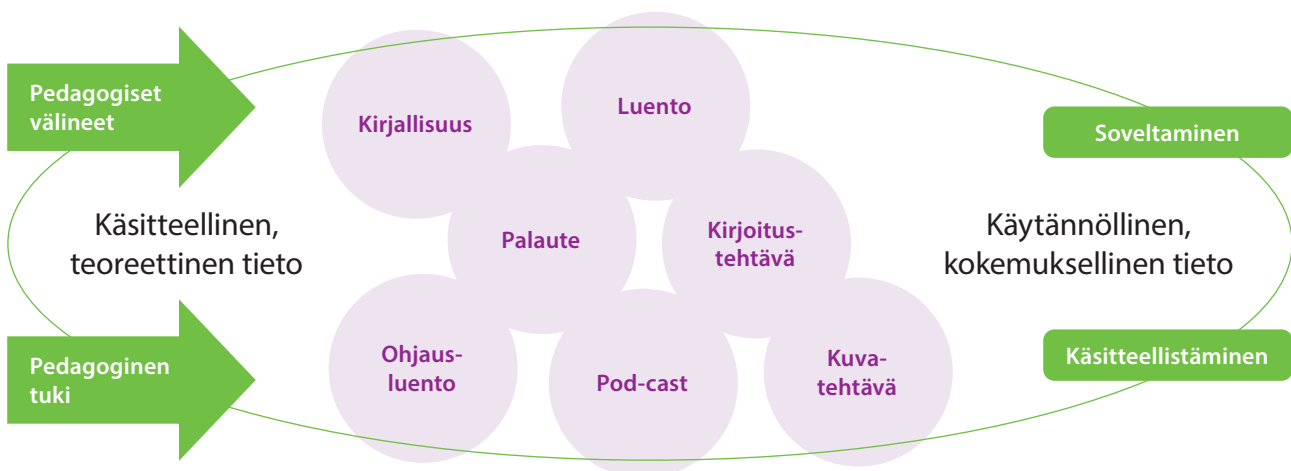 Pedagogiset
välineet
Kirjallisuus
Luento
Soveltaminen
Käsitteellinen,
teoreettinen tieto
Palaute
Kirjoitus-
tehtävä
Käytännöllinen,
kokemuksellinen tieto
Pedagoginen
tuki
Ohjaus-
luento
Pod-cast
Kuva-
tehtävä
Käsitteellistäminen